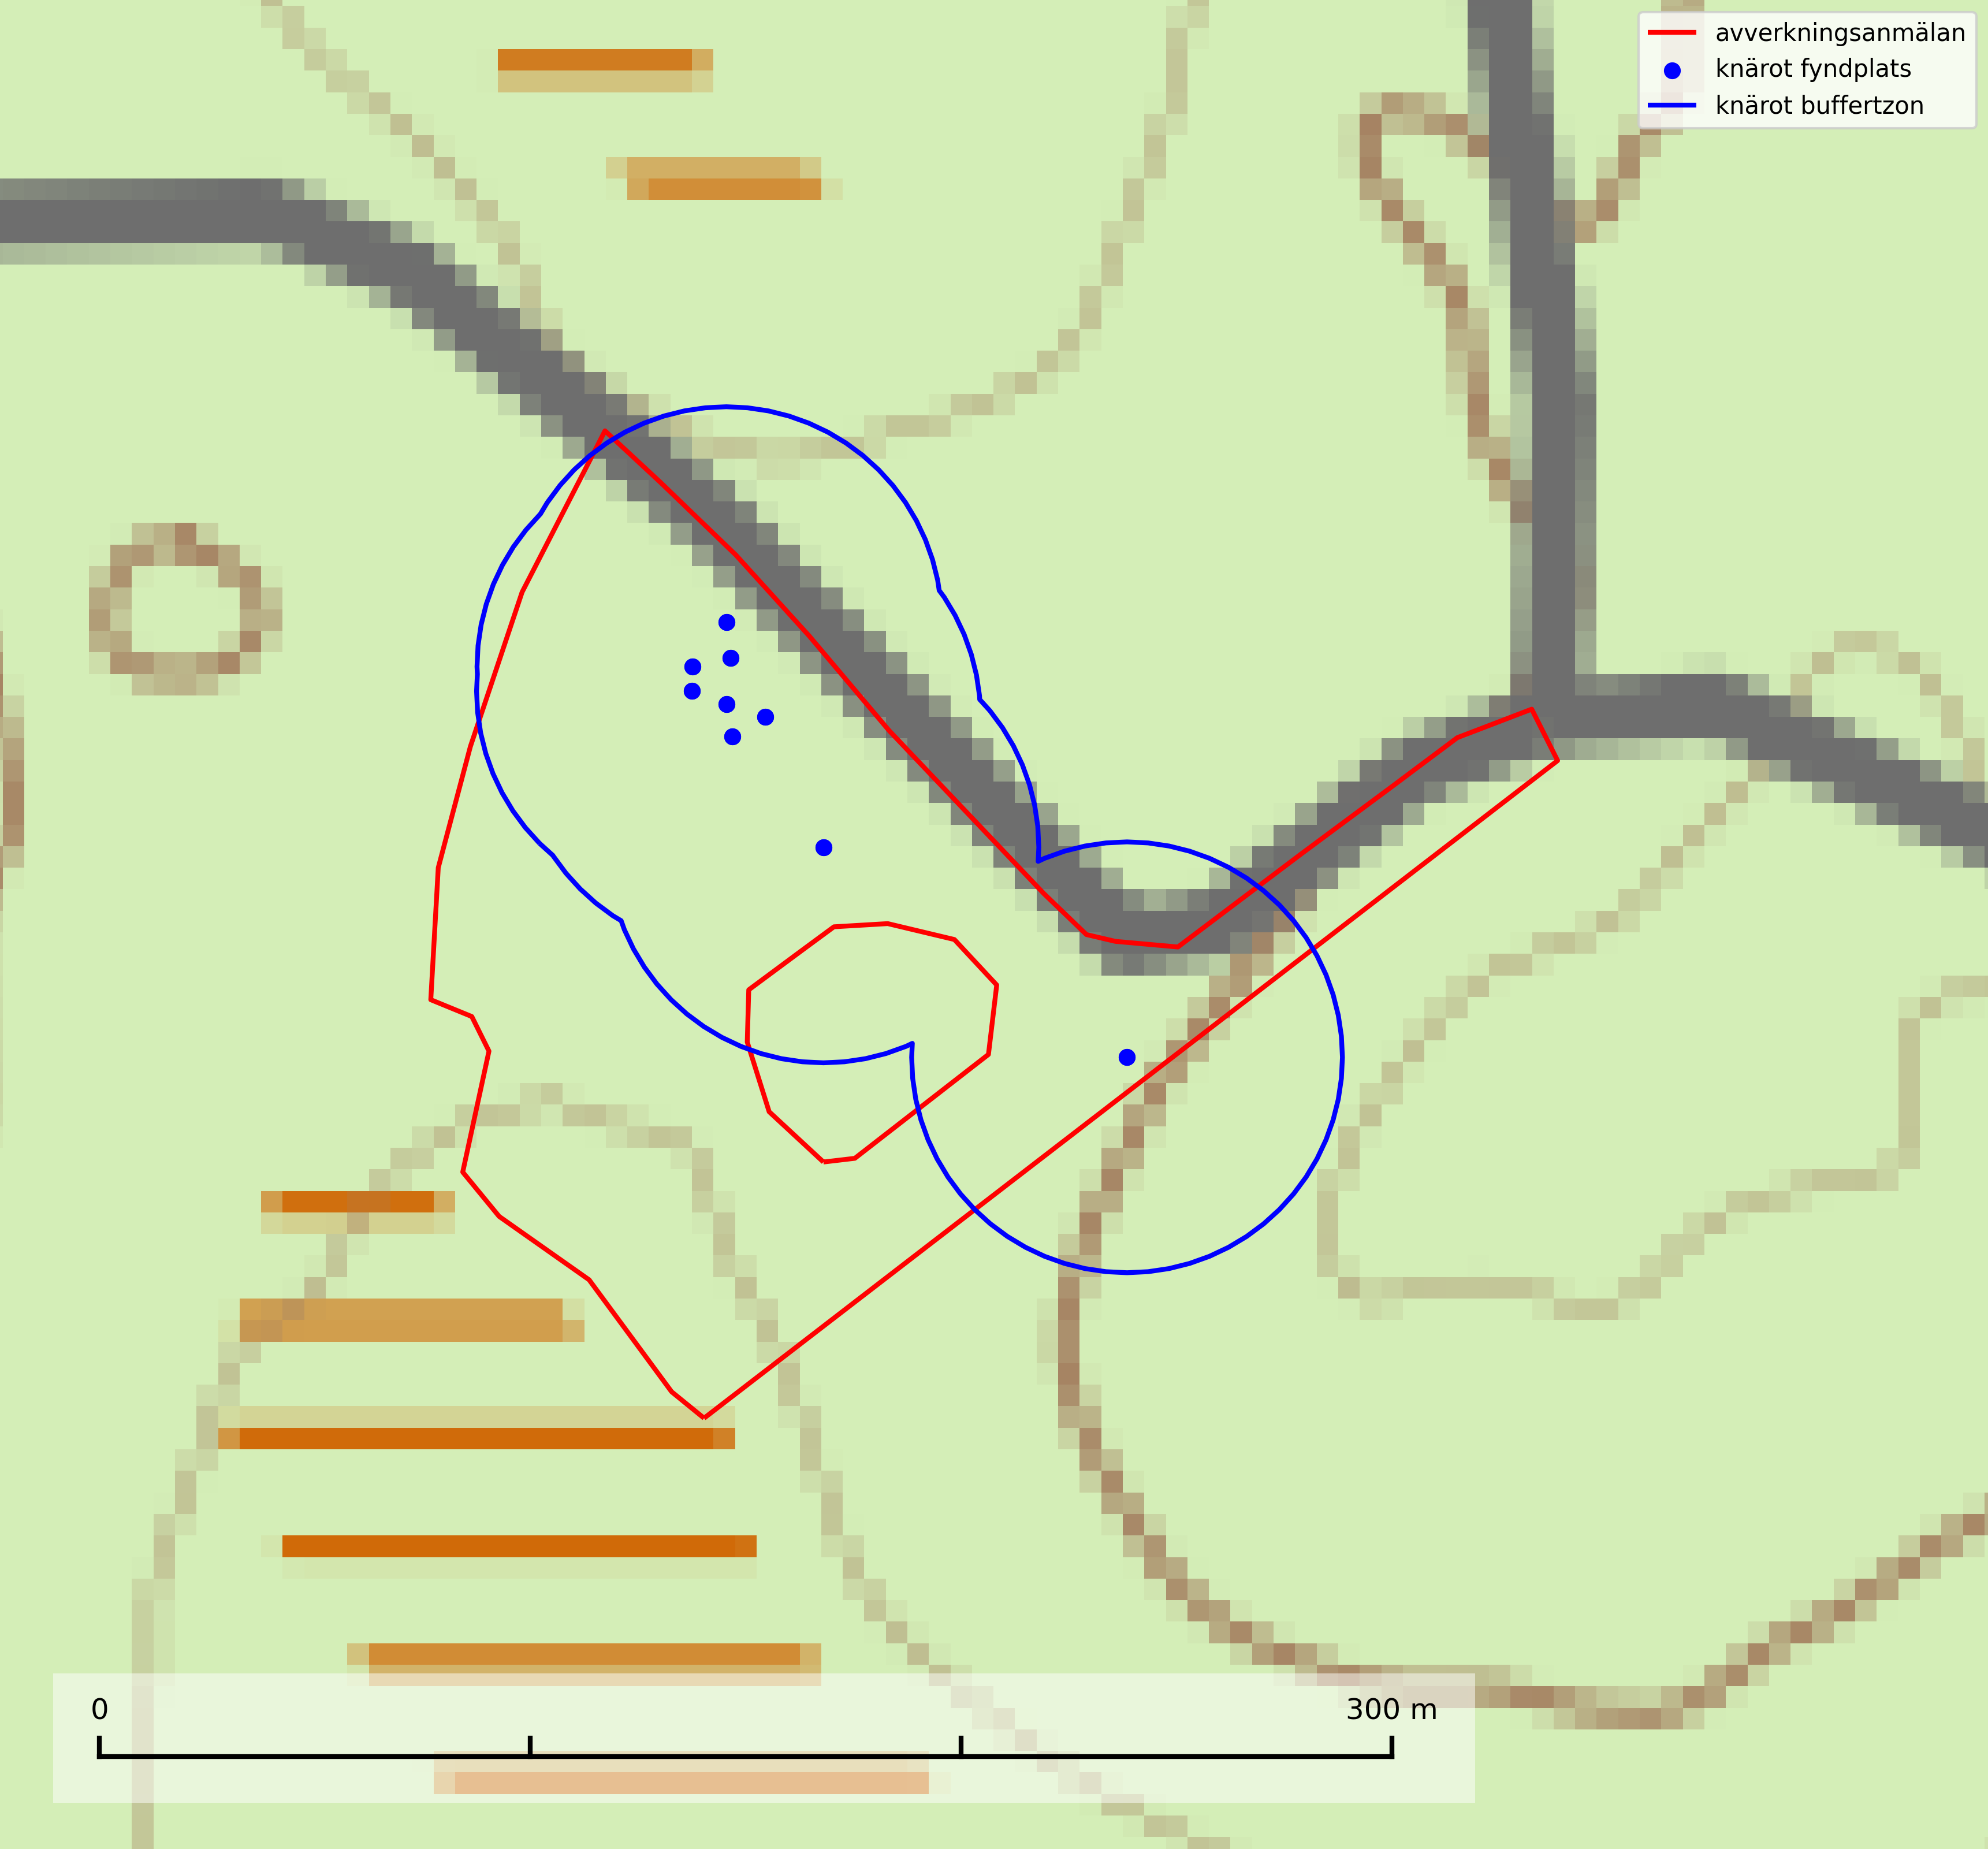 avverkningsanmälan
knärot fyndplats
knärot buffertzon
0
300 m